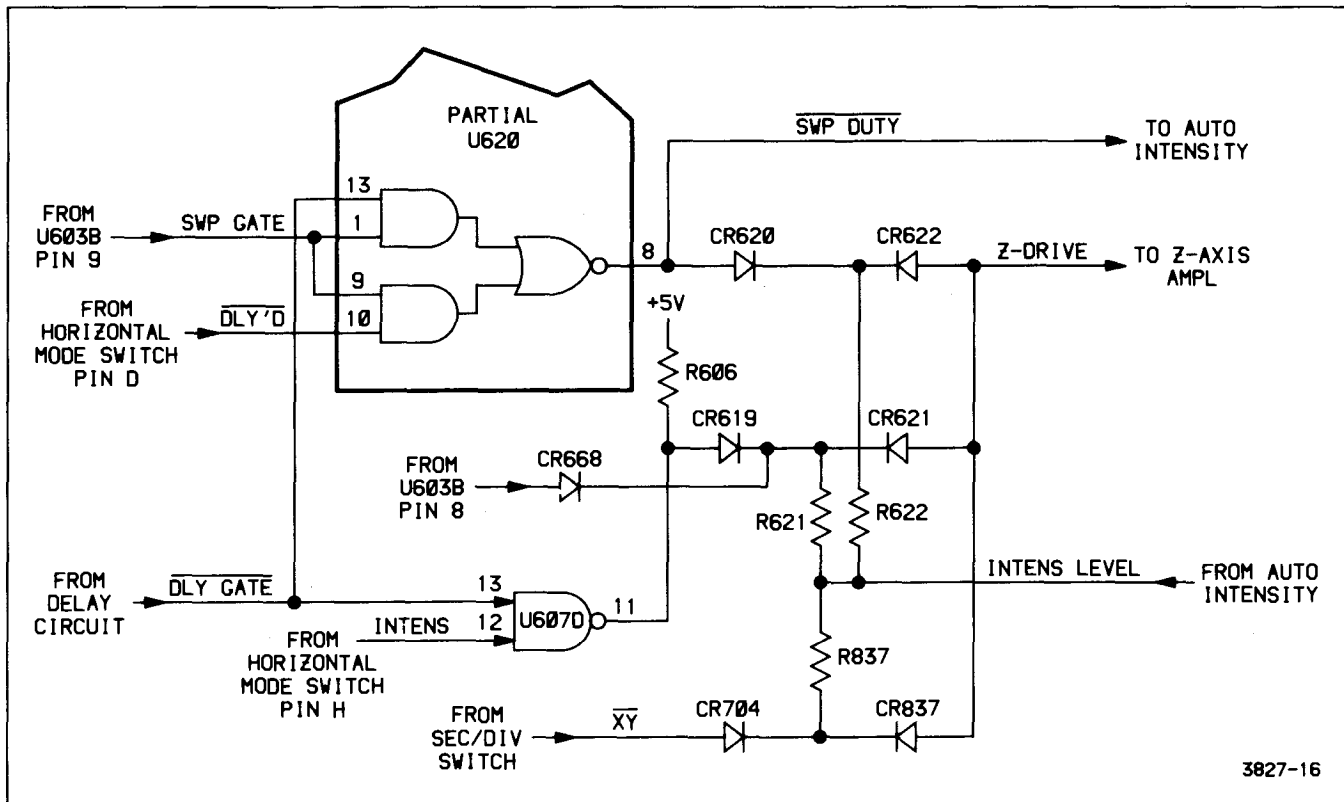 PARTIAL
U620
SWP DUTY
TO AUTO
INTENSITY
13
FROM
U603B
PIN 9
SWP GATE
1
8
CR620
CR622
Z-DRIVE
TO Z-AXIS
AMPL
9
FROM
HORIZONTAL
MODE SWITCH
PIN D
DLY'D
10
+5V
R606
CR619
CR621
FROM
U603B
PIN 8
CR668
R621
R622
INTENS LEVEL
FROM AUTO
INTENSITY
FROM
DELAY
CIRCUIT
DLY GATE
13
INTENS
12
U607D
11
FROM
HORIZONTAL
MODE SWITCH
PIN H
R837
FROM
SEC/DIV
SWITCH
XY
CR704
CR837
3827-16